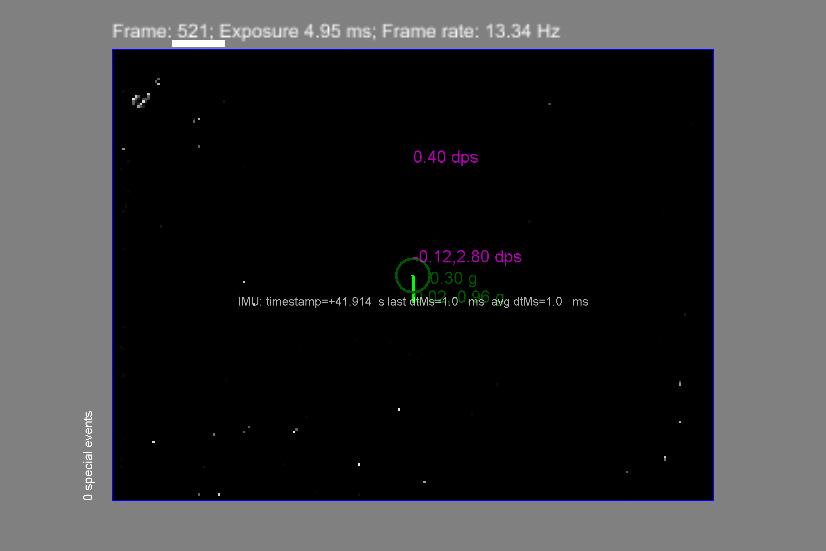 Frame: 521; Exposure 4.95 ms; Frame rate: 13.34 Hz
0.40 dps
-0.12,2.80 dps
0.30 g
0.96 g
IMU: timestamp=+41.914 s last dtMs=1.0 ms avg dtMs=1.0 ms
0 special events